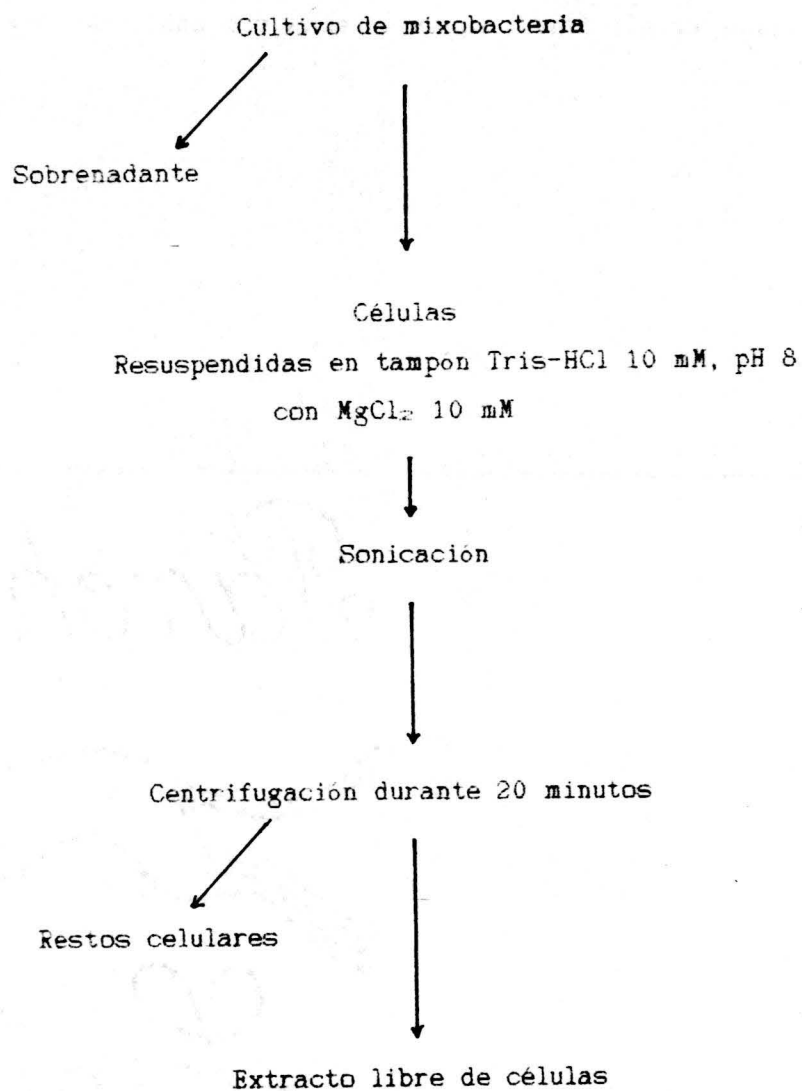 Cultivo de mixobacteria
Sobrenadante
Células
Resuspendidas en tampon Tris-HCl 10 mM, pH 8
con MgCl₂ 10 mM
Sonicación
Centrifugación durante 20 minutos
Restos celulares
Extracto libre de células